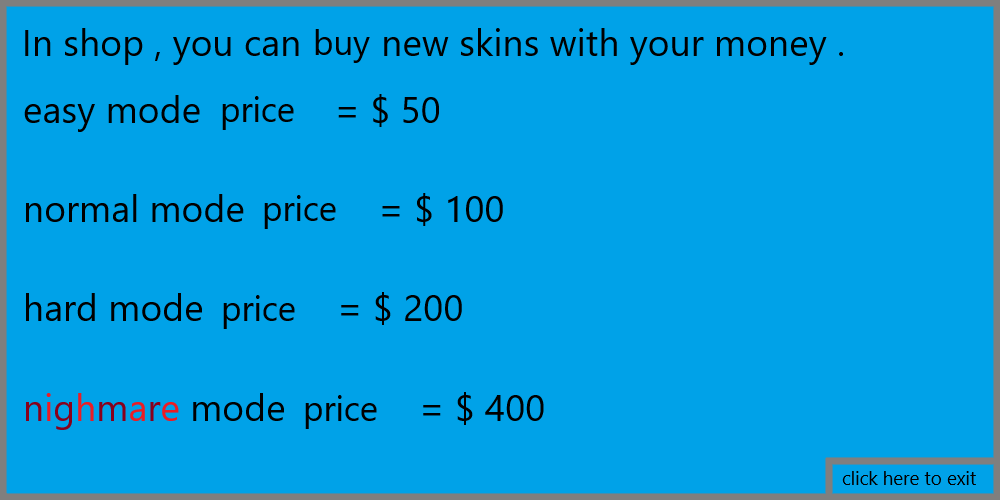 In shop , you can buy new skins with your money .
easy mode price = $ 50
normal mode price = $ 100
hard mode price = $ 200
nighmare mode price = $ 400
click here to exit